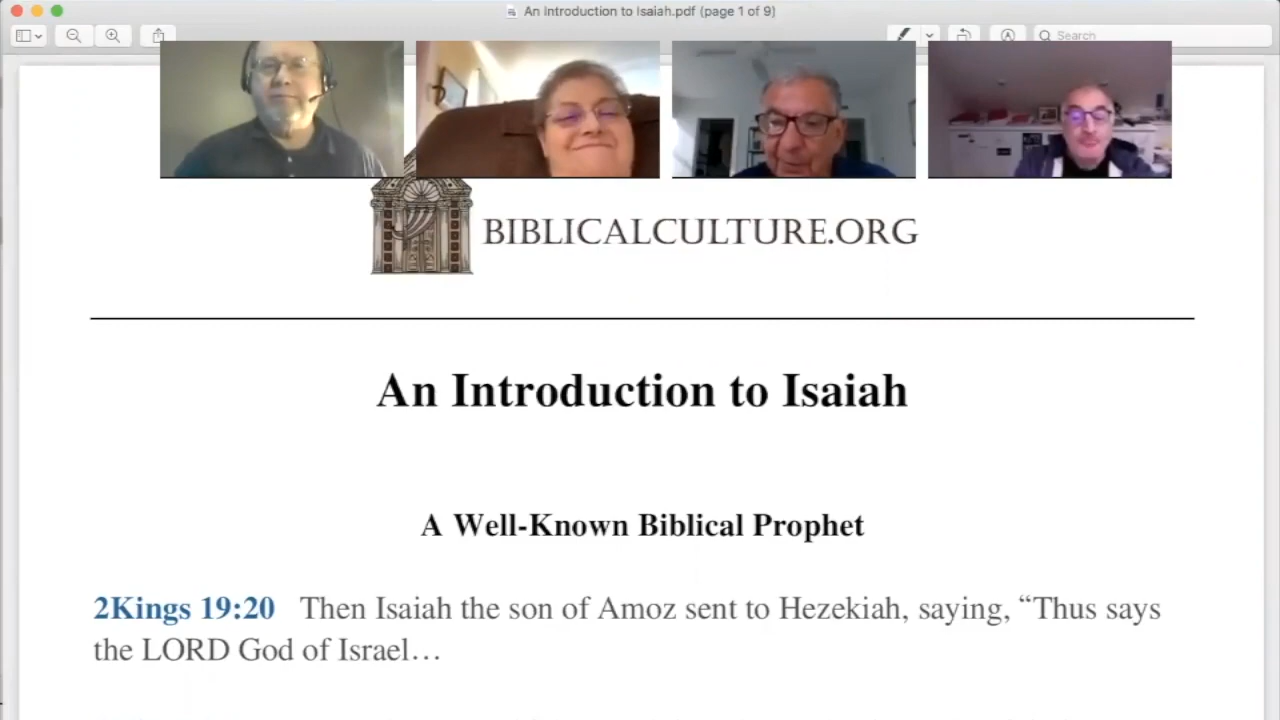 An Introduction to Isaiah.pdf (page 1 of 9)
Search
BIBLICALCULTURE.ORG
An Introduction to Isaiah
A Well-Known Biblical Prophet
2Kings 19:20 Then Isaiah the son of Amoz sent to Hezekiah, saying, “Thus says
the LORD God of Israel…